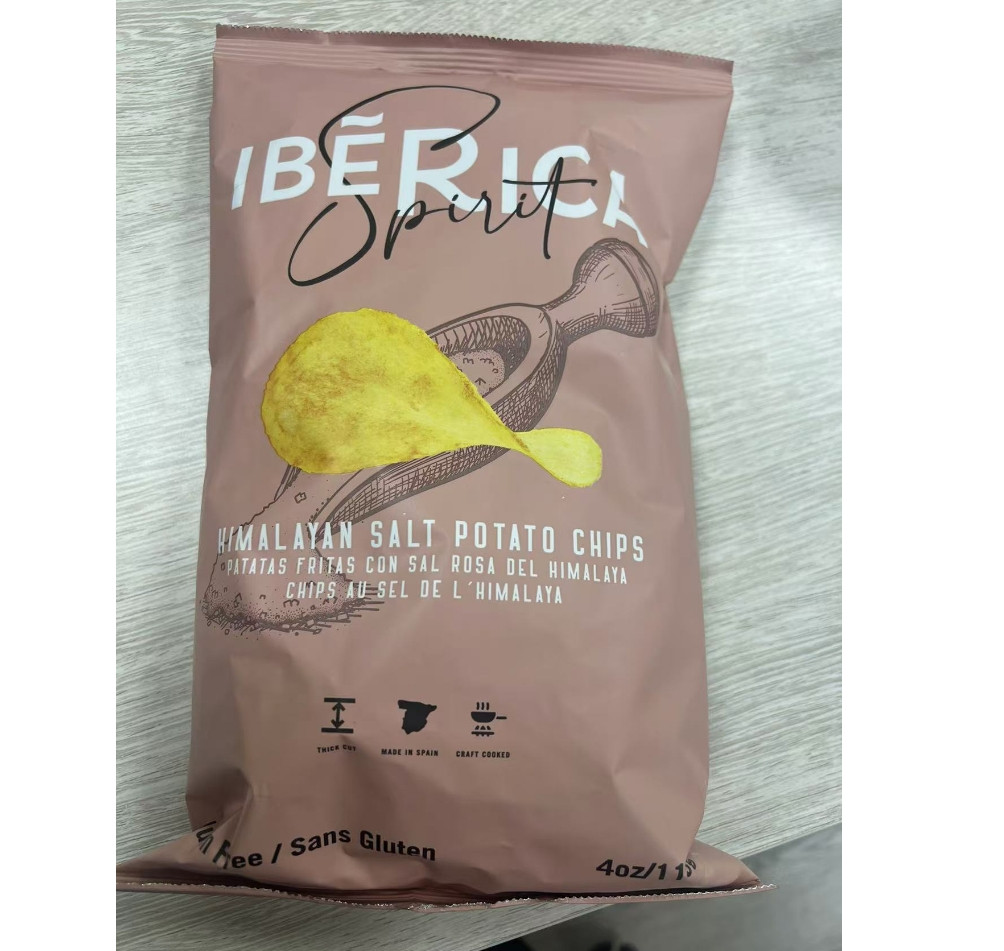 IBĒRICA
Spirit
HIMALAYAN SALT POTATO CHIPS
PATATAS FRITAS CON SAL ROSA DEL HIMALAYA
CHIPS AU SEL DE L´HIMALAYA
THICK CUT
MADE IN SPAIN
CRAFT COOKED
Free / Sans Gluten
4oz/